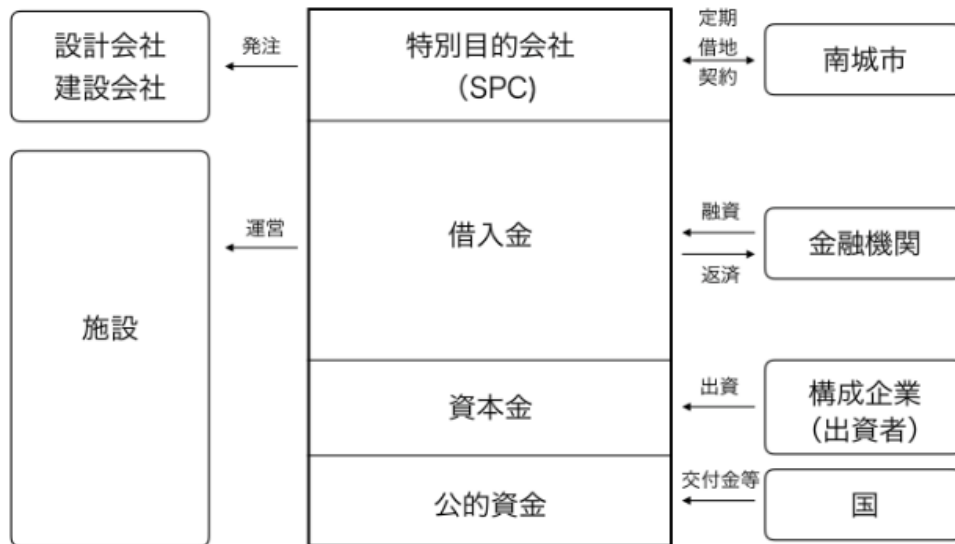 設計会社
建設会社
発注
特別目的会社
（SPC)
定期
借地
契約
南城市
施設
運営
借入金
融資
返済
金融機関
資本金
出資
構成企業
（出資者）
公的資金
交付金等
国